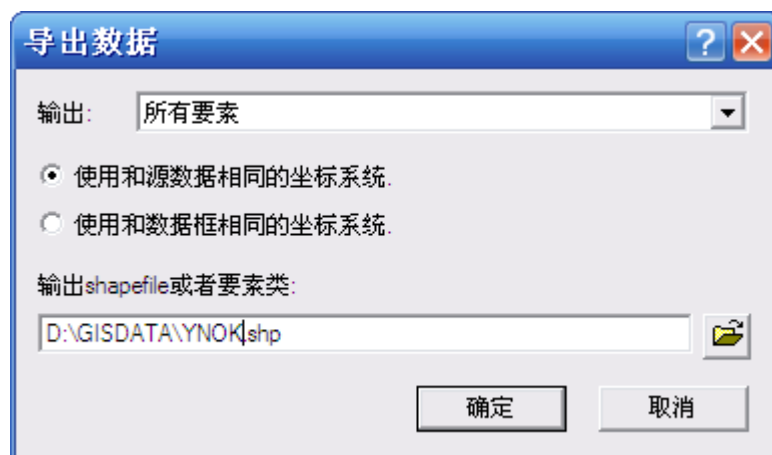 导出数据
输出: 所有要素
使用和源数据相同的坐标系统.
使用和数据框相同的坐标系统.
输出shapefile或者要素类:
D:\GISDATA\YNOK.shp
确定 取消